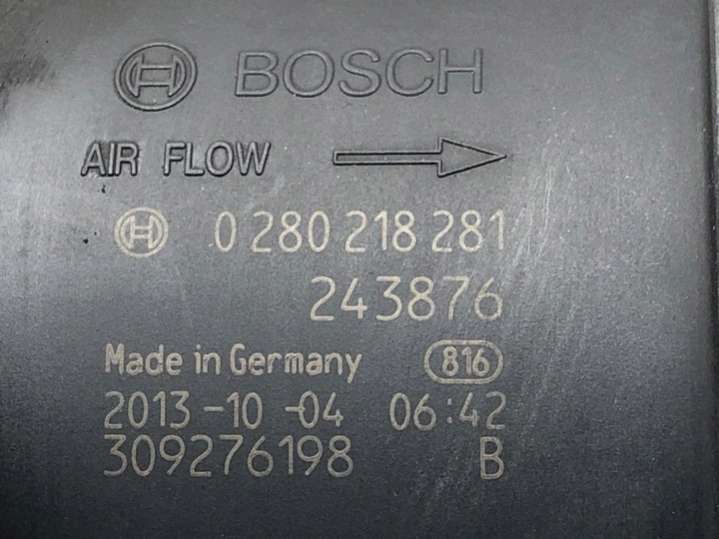 BOSCH
AIR FLOW
0 280 218 281
243876
Made in Germany 816
2013-10-04 06:42
309276198 B